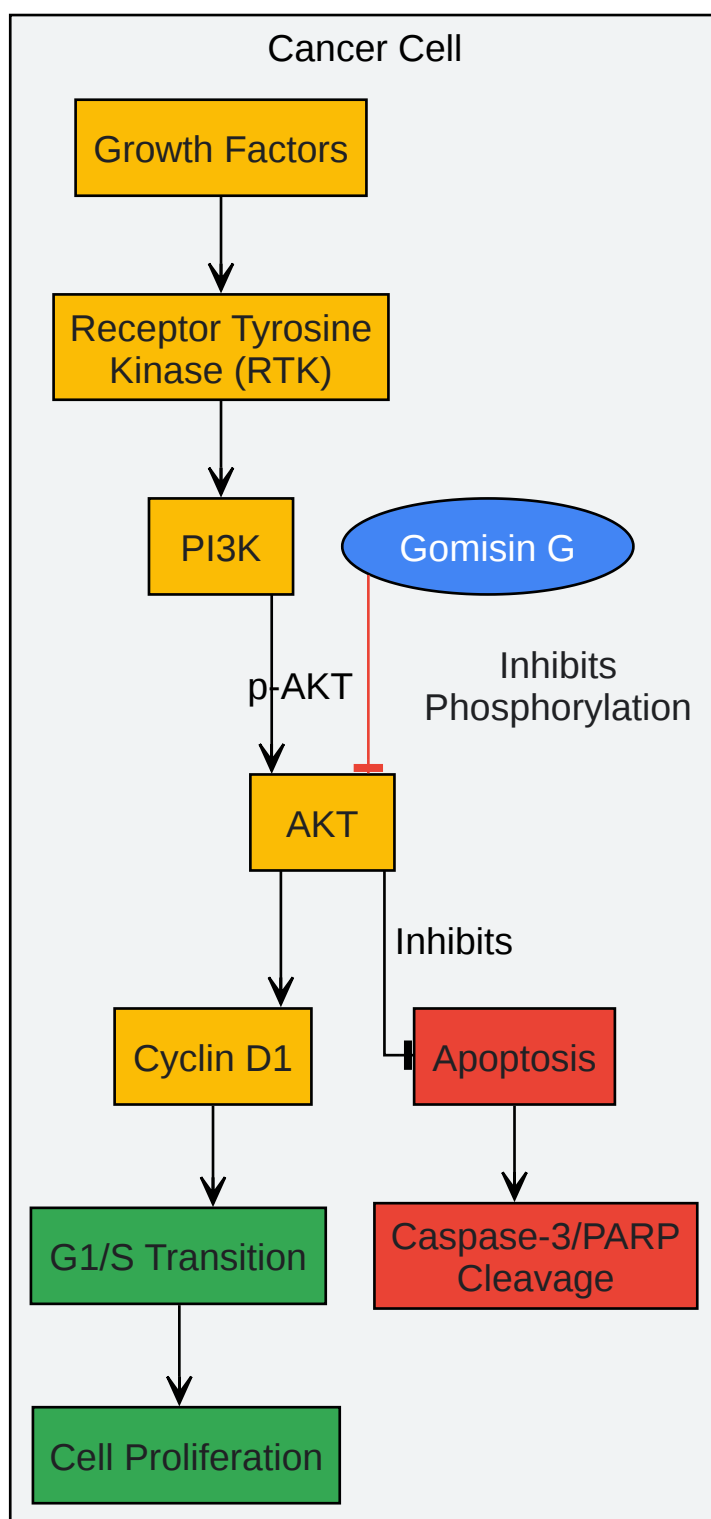 Cancer Cell
Growth Factors
Receptor Tyrosine
Kinase (RTK)
PI3K
Gomisin G
p-AKT
Inhibits
Phosphorylation
AKT
Inhibits
Cyclin D1
Apoptosis
G1/S Transition
Caspase-3/PARP
Cleavage
Cell Proliferation